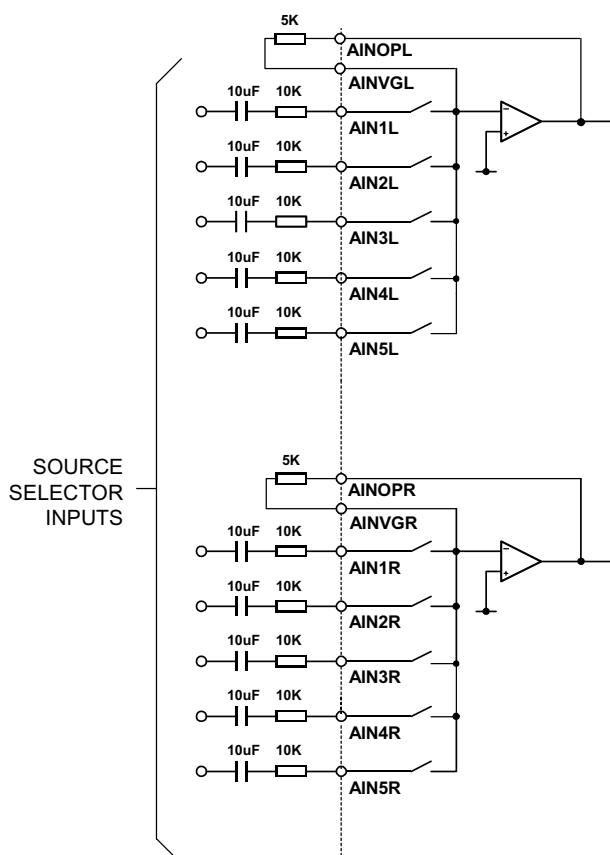 5K
AINOPL
AINVGL
10uF 10K
AIN1L
10uF 10K
AIN2L
10uF 10K
AIN3L
10uF 10K
AIN4L
10uF 10K
AIN5L
SOURCE
SELECTOR
INPUTS
5K
AINOPR
AINVGR
10uF 10K
AIN1R
10uF 10K
AIN2R
10uF 10K
AIN3R
10uF 10K
AIN4R
10uF 10K
AIN5R